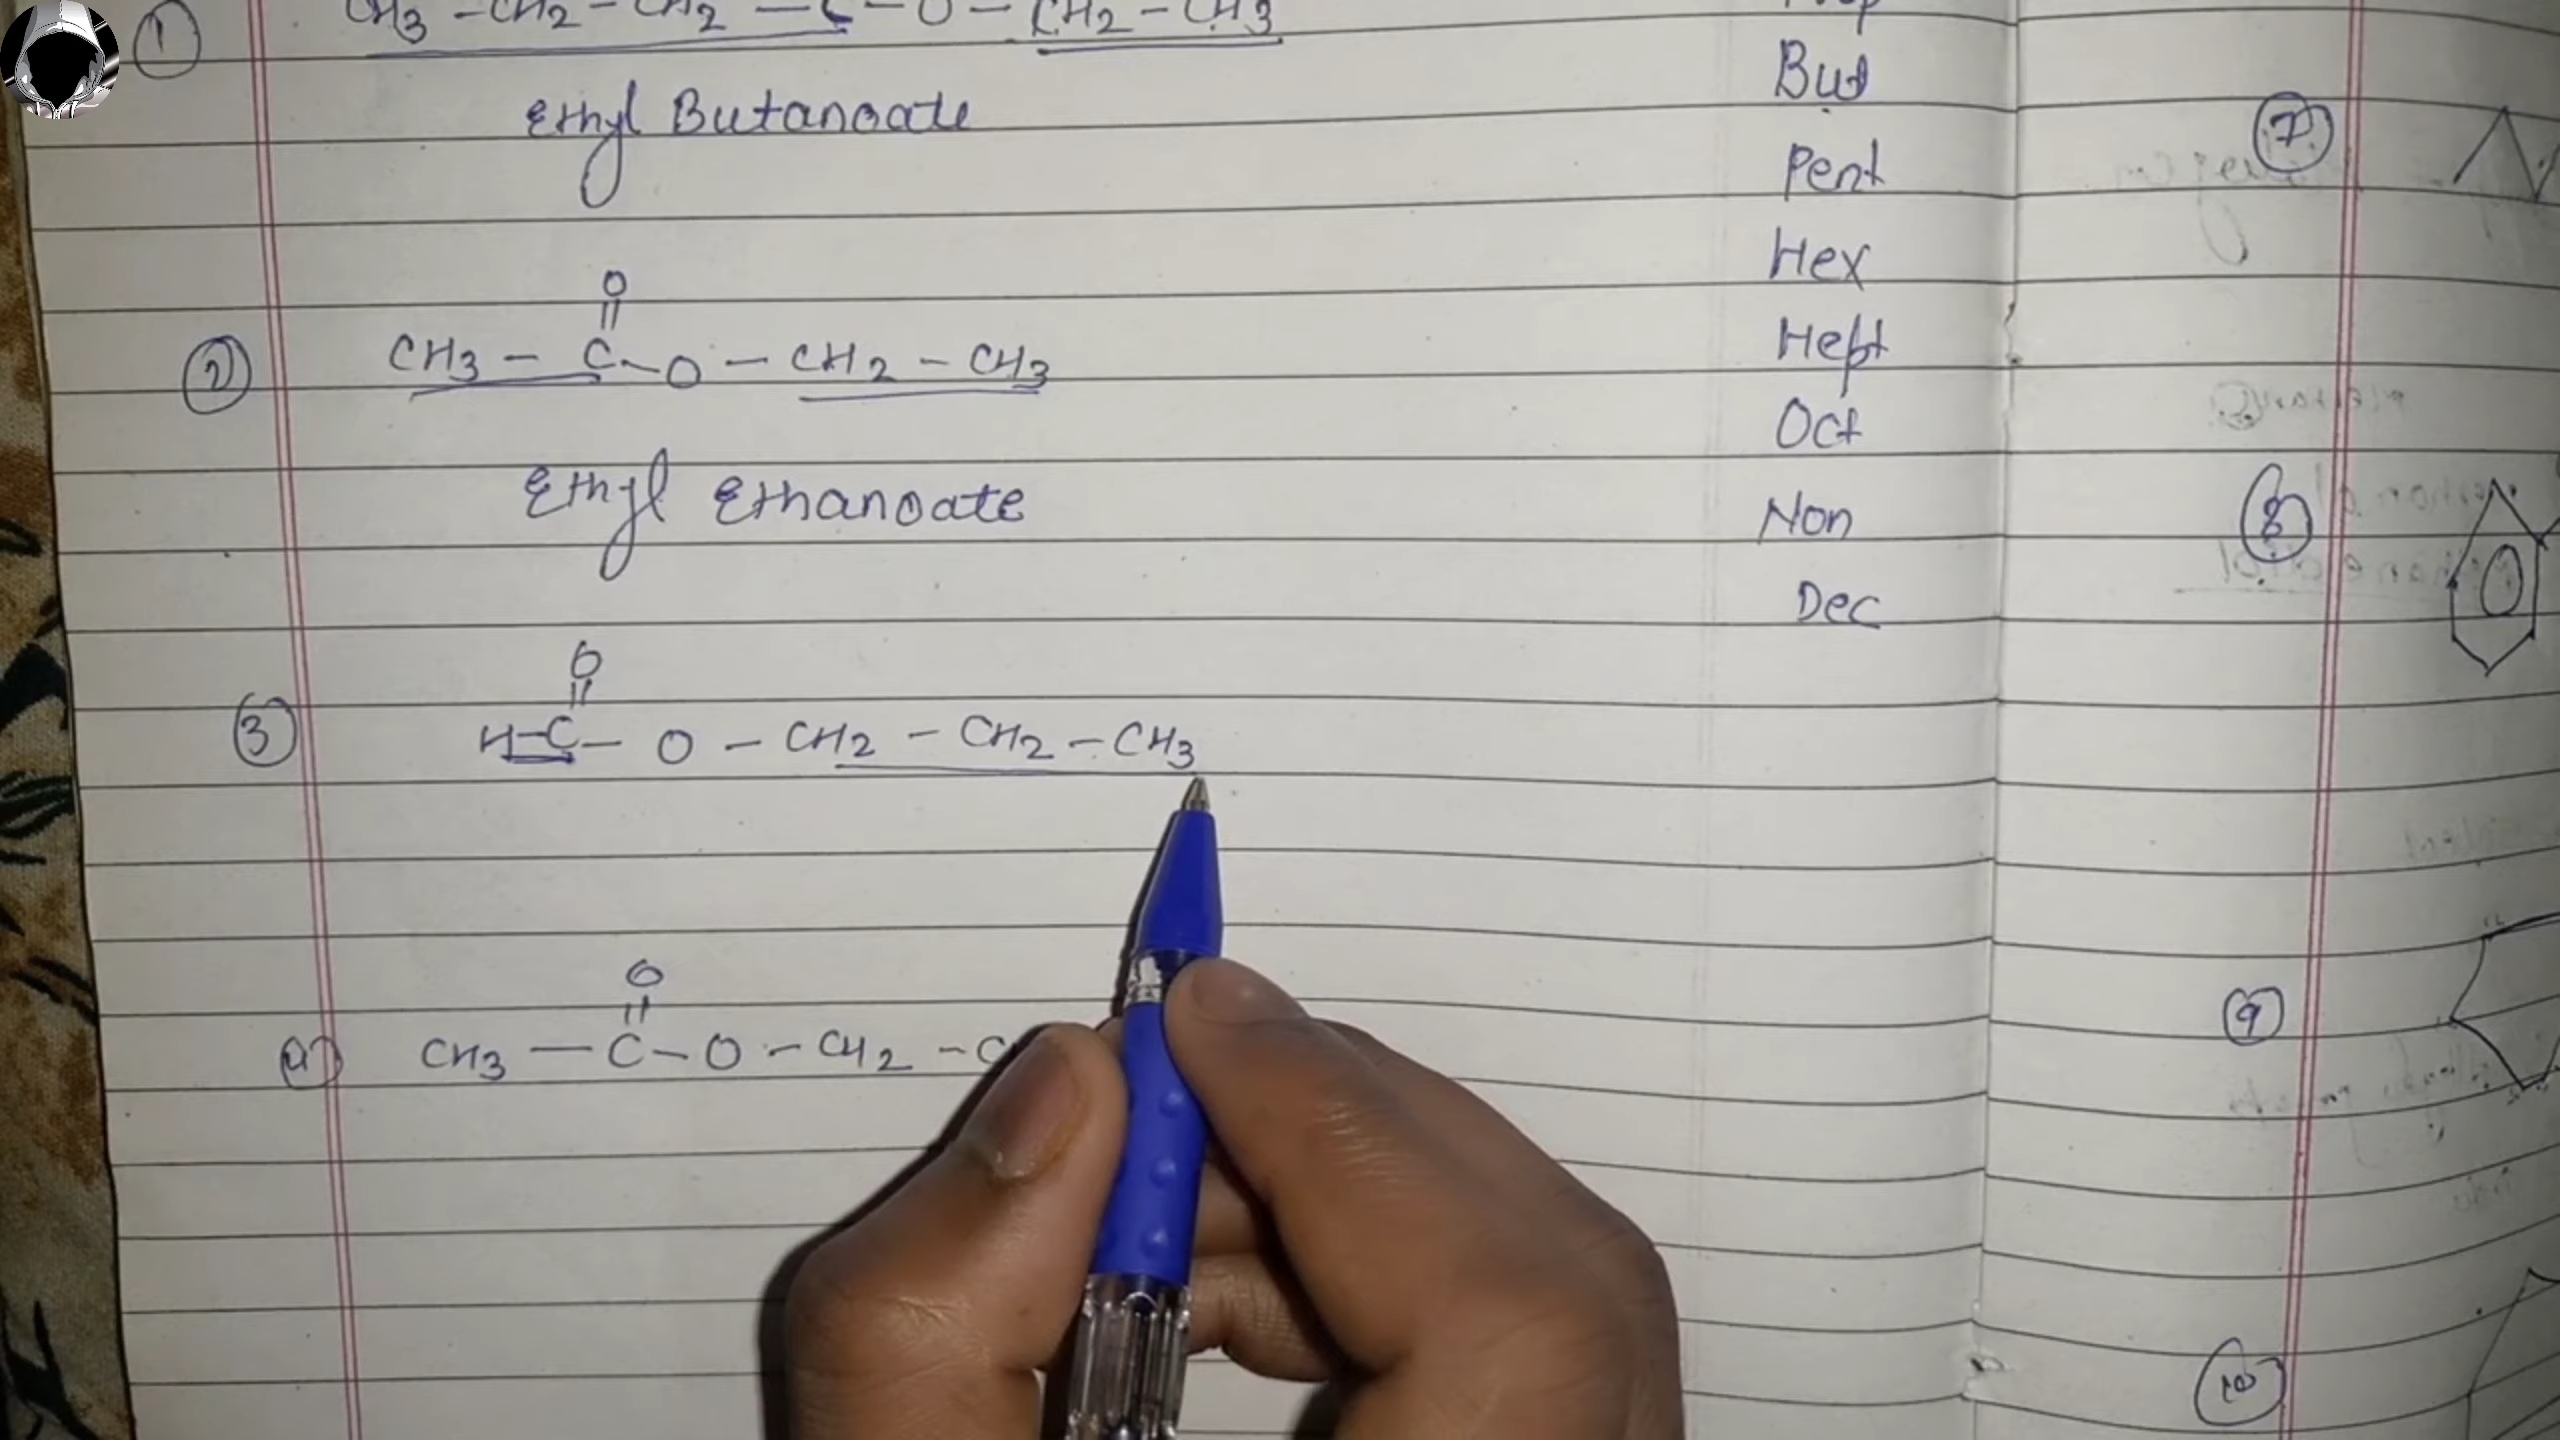 ① CH3 - CH2 - CH2 - C - O - CH2 - CH3
Ethyl Butanoate
O
② CH3 - C - O - CH2 - CH3
Ethyl Ethanoate
O
③ H-C - O - CH2 - CH2 - CH3
O
CH3 - C - O - CH2 - C
But
Pent
Hex
Hept
Oct
Non
Dec
⑦
⑧
⑨
⑩